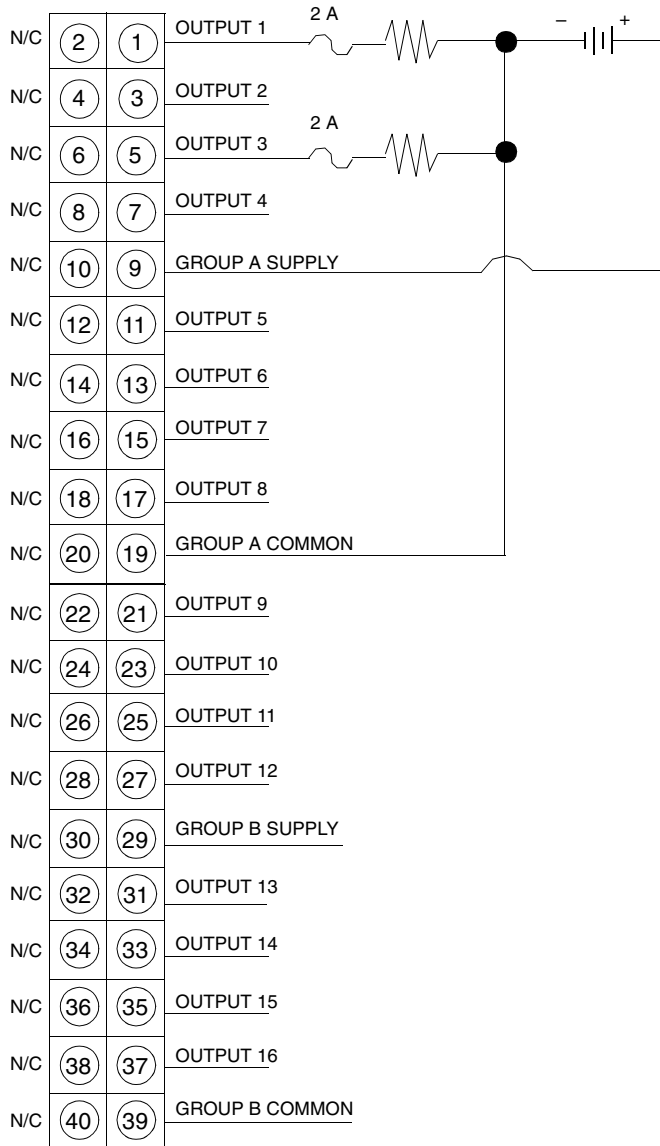 2 A – +
N/C 2 1 OUTPUT 1
N/C 4 3 OUTPUT 2
2 A
N/C 6 5 OUTPUT 3
N/C 8 7 OUTPUT 4
N/C 10 9 GROUP A SUPPLY
N/C 12 11 OUTPUT 5
N/C 14 13 OUTPUT 6
N/C 16 15 OUTPUT 7
N/C 18 17 OUTPUT 8
N/C 20 19 GROUP A COMMON
N/C 22 21 OUTPUT 9
N/C 24 23 OUTPUT 10
N/C 26 25 OUTPUT 11
N/C 28 27 OUTPUT 12
N/C 30 29 GROUP B SUPPLY
N/C 32 31 OUTPUT 13
N/C 34 33 OUTPUT 14
N/C 36 35 OUTPUT 15
N/C 38 37 OUTPUT 16
N/C 40 39 GROUP B COMMON